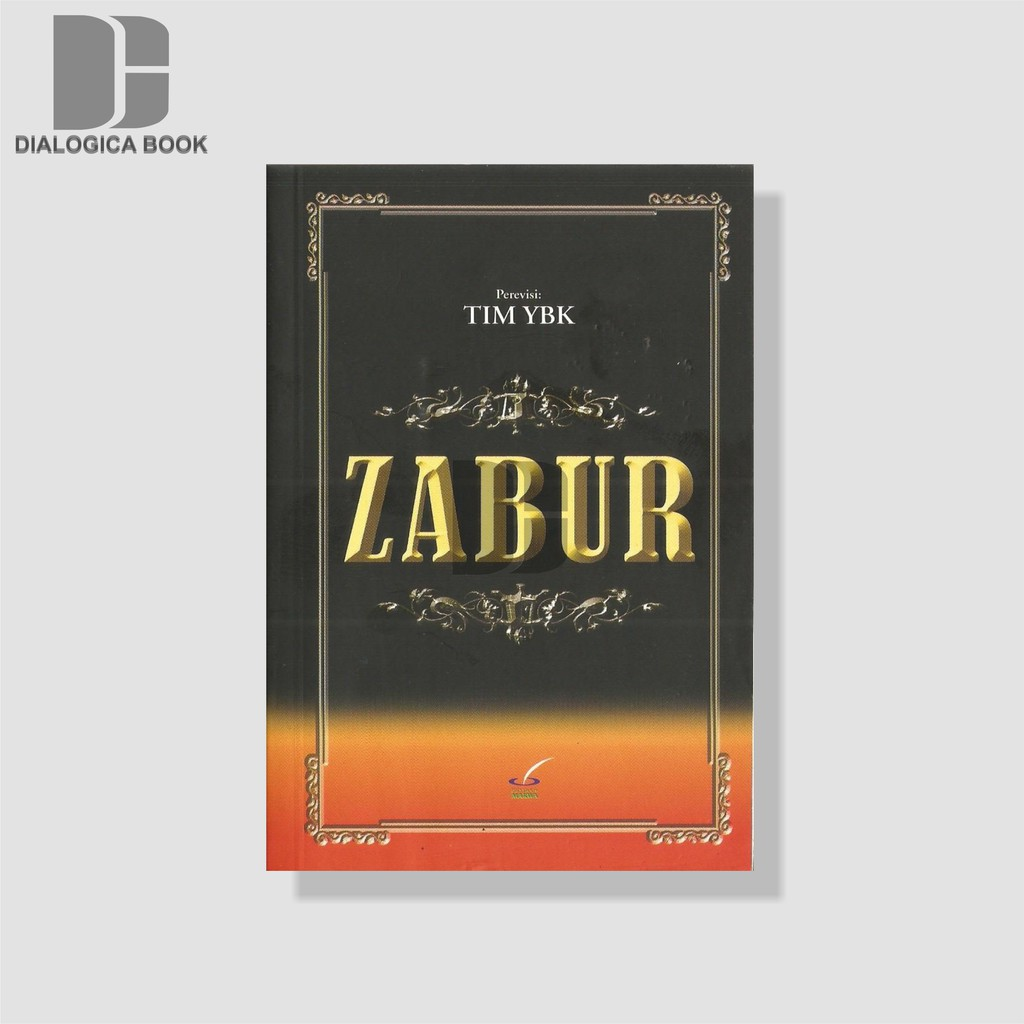 DIALOGICA BOOK
Perevisi:
TIM YBK
ZABUR